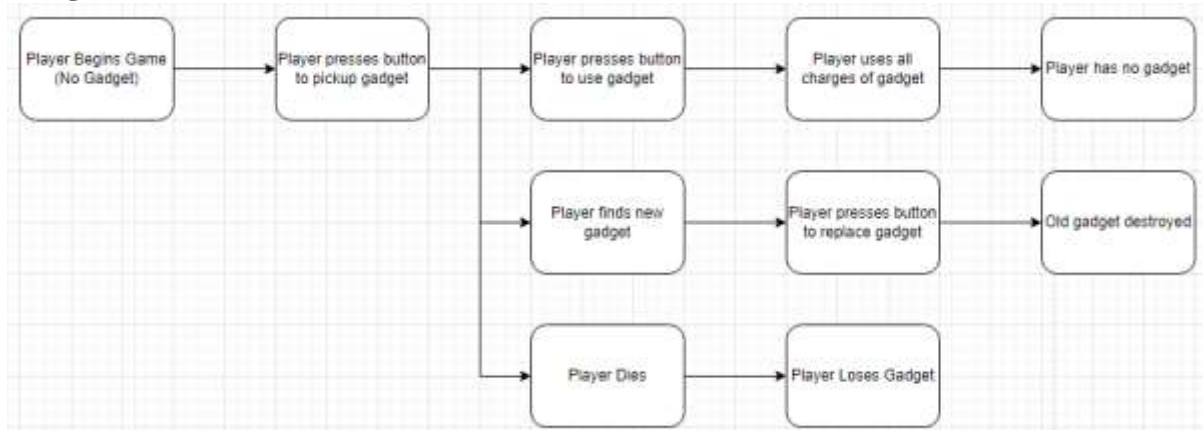 Player Begins Game
(No Gadget)
Player presses button
to pickup gadget
Player presses button
to use gadget
Player uses all
charges of gadget
Player has no gadget
Player finds new
gadget
Player presses button
to replace gadget
Old gadget destroyed
Player Dies
Player Loses Gadget